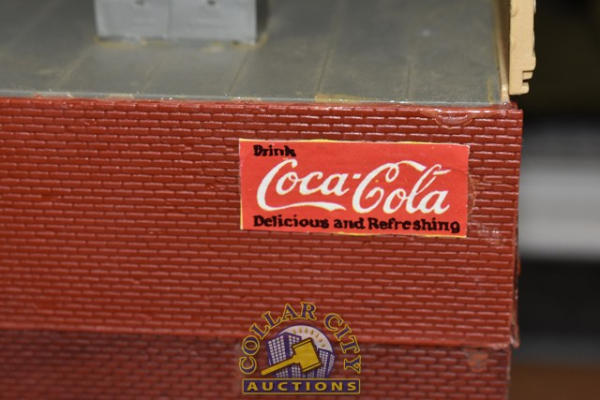 Drink
Coca-Cola
Delicious and Refreshing
COLLAR CITY
AUCTIONS